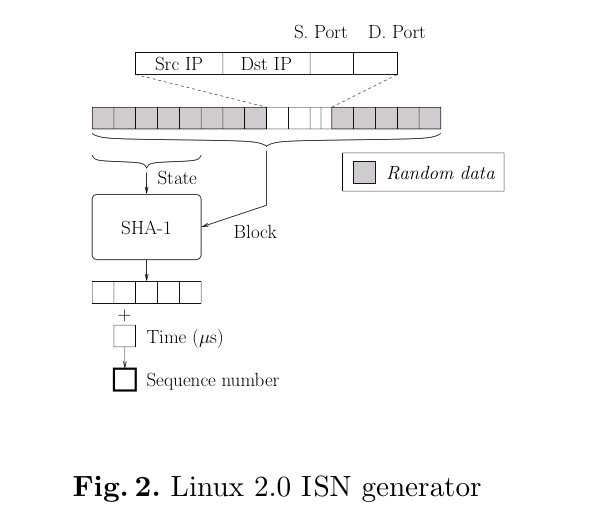 S. Port D. Port
Src IP Dst IP
State
Random data
SHA-1
Block
+
Time (μs)
Sequence number
Fig. 2. Linux 2.0 ISN generator